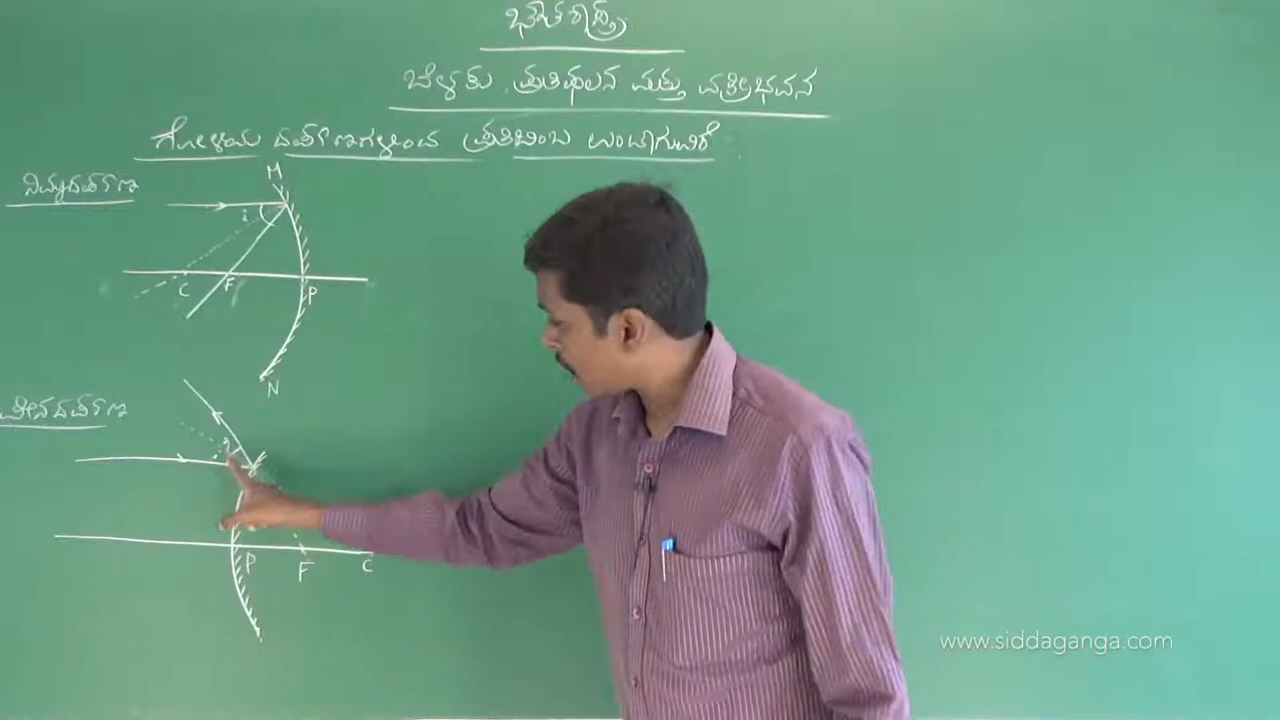 ಭೌತಶಾಸ್ತ್ರ
ಬೆಳಕು ಪ್ರತಿಫಲನ ಮತ್ತು ವಕ್ರೀಭವನ
ಗೋಳಿಯ ದರ್ಪಣಗಳಿಂದ ಪ್ರತಿಬಿಂಬ ಉಂಟಾಗುವಿಕೆ
ನಿಮ್ನದರ್ಪಣ
M
i
C F P
N
ಪೀನದರ್ಪಣ
P F C
www.siddaganga.com